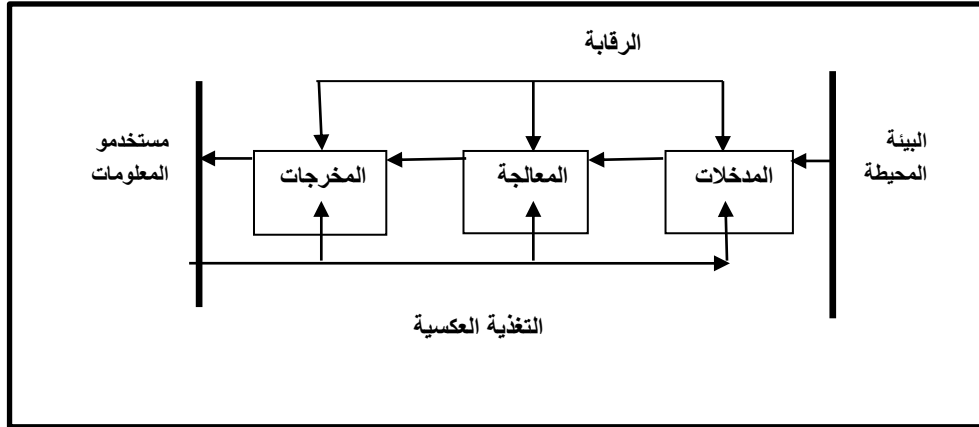 الرقابة
البيئة
المحيطة
المدخلات
المعالجة
المخرجات
مستخدمو
المعلومات
التغذية العكسية